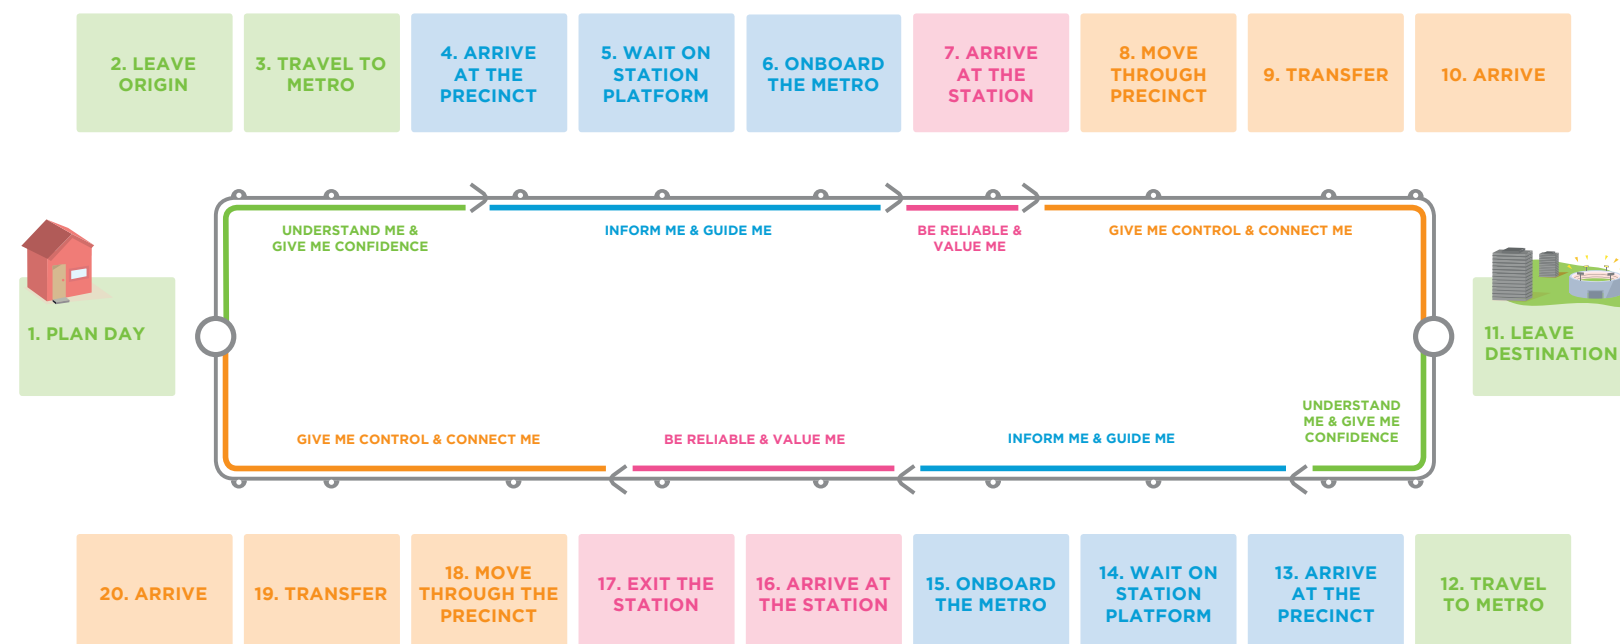 2. LEAVE
ORIGIN
3. TRAVEL TO
METRO
4. ARRIVE
AT THE
PRECINCT
5. WAIT ON
STATION
PLATFORM
6. ONBOARD
THE METRO
7. ARRIVE
AT THE
STATION
8. MOVE
THROUGH
PRECINCT
9. TRANSFER
10. ARRIVE
UNDERSTAND ME &
GIVE ME CONFIDENCE
INFORM ME & GUIDE ME
BE RELIABLE &
VALUE ME
GIVE ME CONTROL & CONNECT ME
1. PLAN DAY
11. LEAVE
DESTINATION
GIVE ME CONTROL & CONNECT ME
BE RELIABLE & VALUE ME
INFORM ME & GUIDE ME
UNDERSTAND
ME & GIVE ME
CONFIDENCE
20. ARRIVE
19. TRANSFER
18. MOVE
THROUGH THE
PRECINCT
17. EXIT THE
STATION
16. ARRIVE AT
THE STATION
15. ONBOARD
THE METRO
14. WAIT ON
STATION
PLATFORM
13. ARRIVE
AT THE
PRECINCT
12. TRAVEL
TO METRO